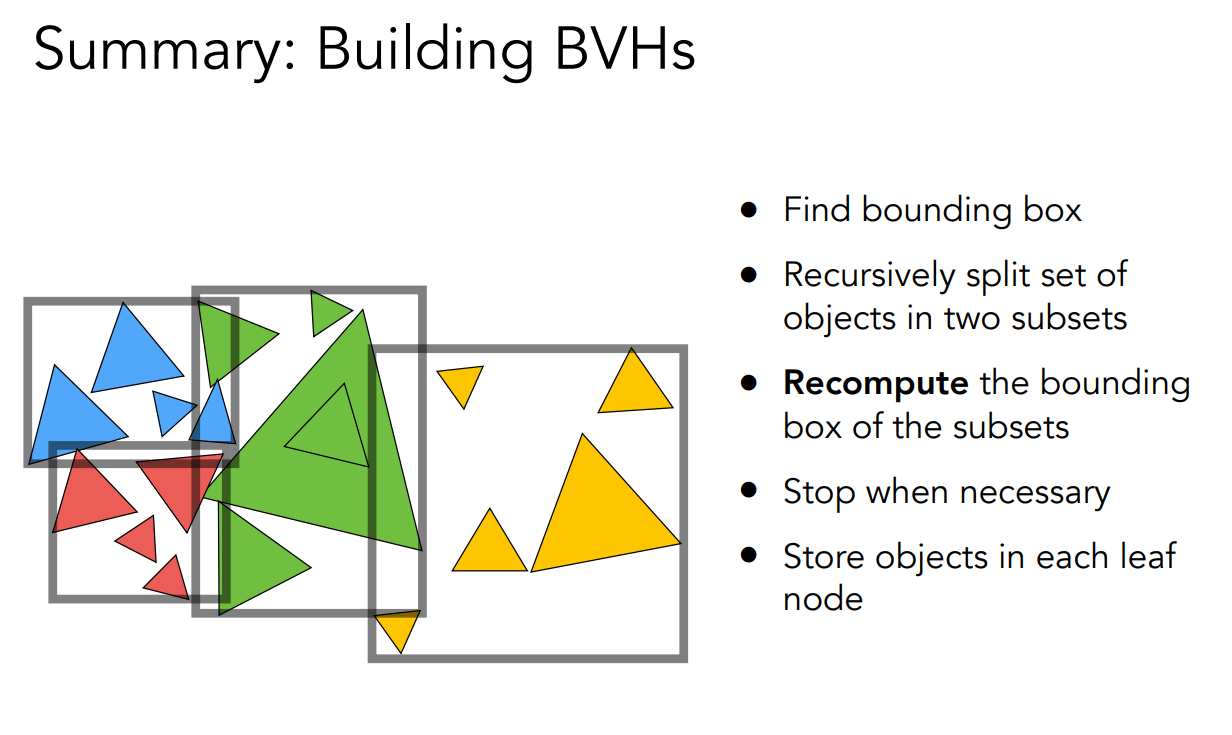 Summary: Building BVHs
● Find bounding box
● Recursively split set of
objects in two subsets
● Recompute the bounding
box of the subsets
● Stop when necessary
● Store objects in each leaf
node